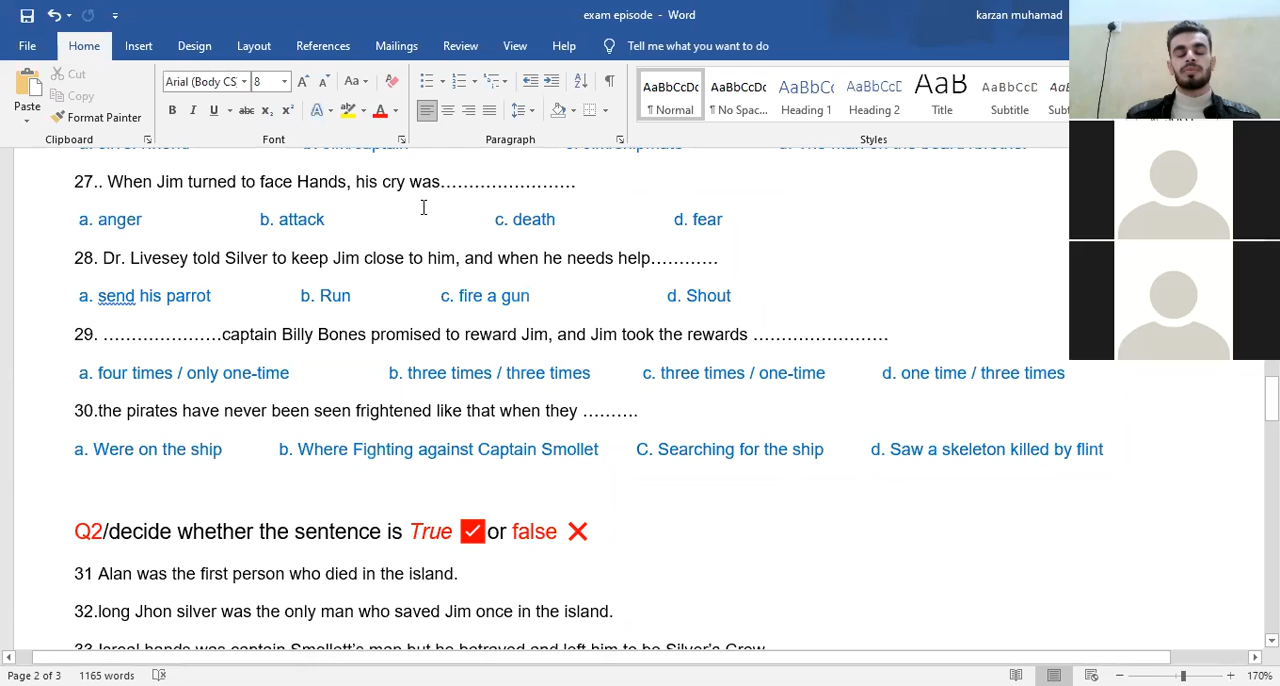 exam episode - Word
karzan muhamad
File Home Insert Design Layout References Mailings Review View Help Tell me what you want to do
Paste
Cut
Copy
Format Painter
Clipboard
Arial (Body CS) 8
Aa
B I U abc x₂ x²
A
Font
Paragraph
AaBbCcDc AaBbCcDc AaBbCc AaBbCcE AaB AaBbCcD
¶ Normal ¶ No Spac... Heading 1 Heading 2 Title Subtitle
Styles
27.. When Jim turned to face Hands, his cry was……………………
a. anger b. attack c. death d. fear
28. Dr. Livesey told Silver to keep Jim close to him, and when he needs help…………
a. send his parrot b. Run c. fire a gun d. Shout
29. …………………captain Billy Bones promised to reward Jim, and Jim took the rewards ……………………
a. four times / only one-time b. three times / three times c. three times / one-time d. one time / three times
30.the pirates have never been seen frightened like that when they ……….
a. Were on the ship b. Where Fighting against Captain Smollet C. Searching for the ship d. Saw a skeleton killed by flint
Q2/decide whether the sentence is True or false
31 Alan was the first person who died in the island.
32.long Jhon silver was the only man who saved Jim once in the island.
Page 2 of 3 1165 words 170%